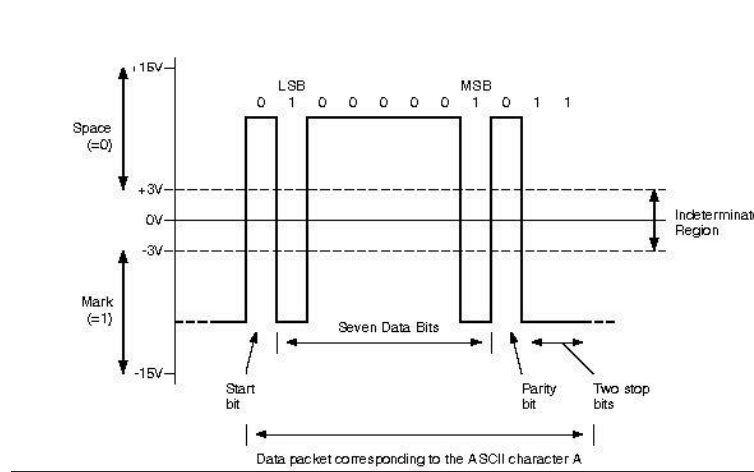 +15V
LSB MSB
0 1 0 0 0 0 0 1 0 1 1
Space
(=0)
+3V
0V
Indeterminate
Region
-3V
Mark
(=1)
Seven Data Bits
-15V
Start
bit
Parity
bit
Two stop
bits
Data packet corresponding to the ASCII character A